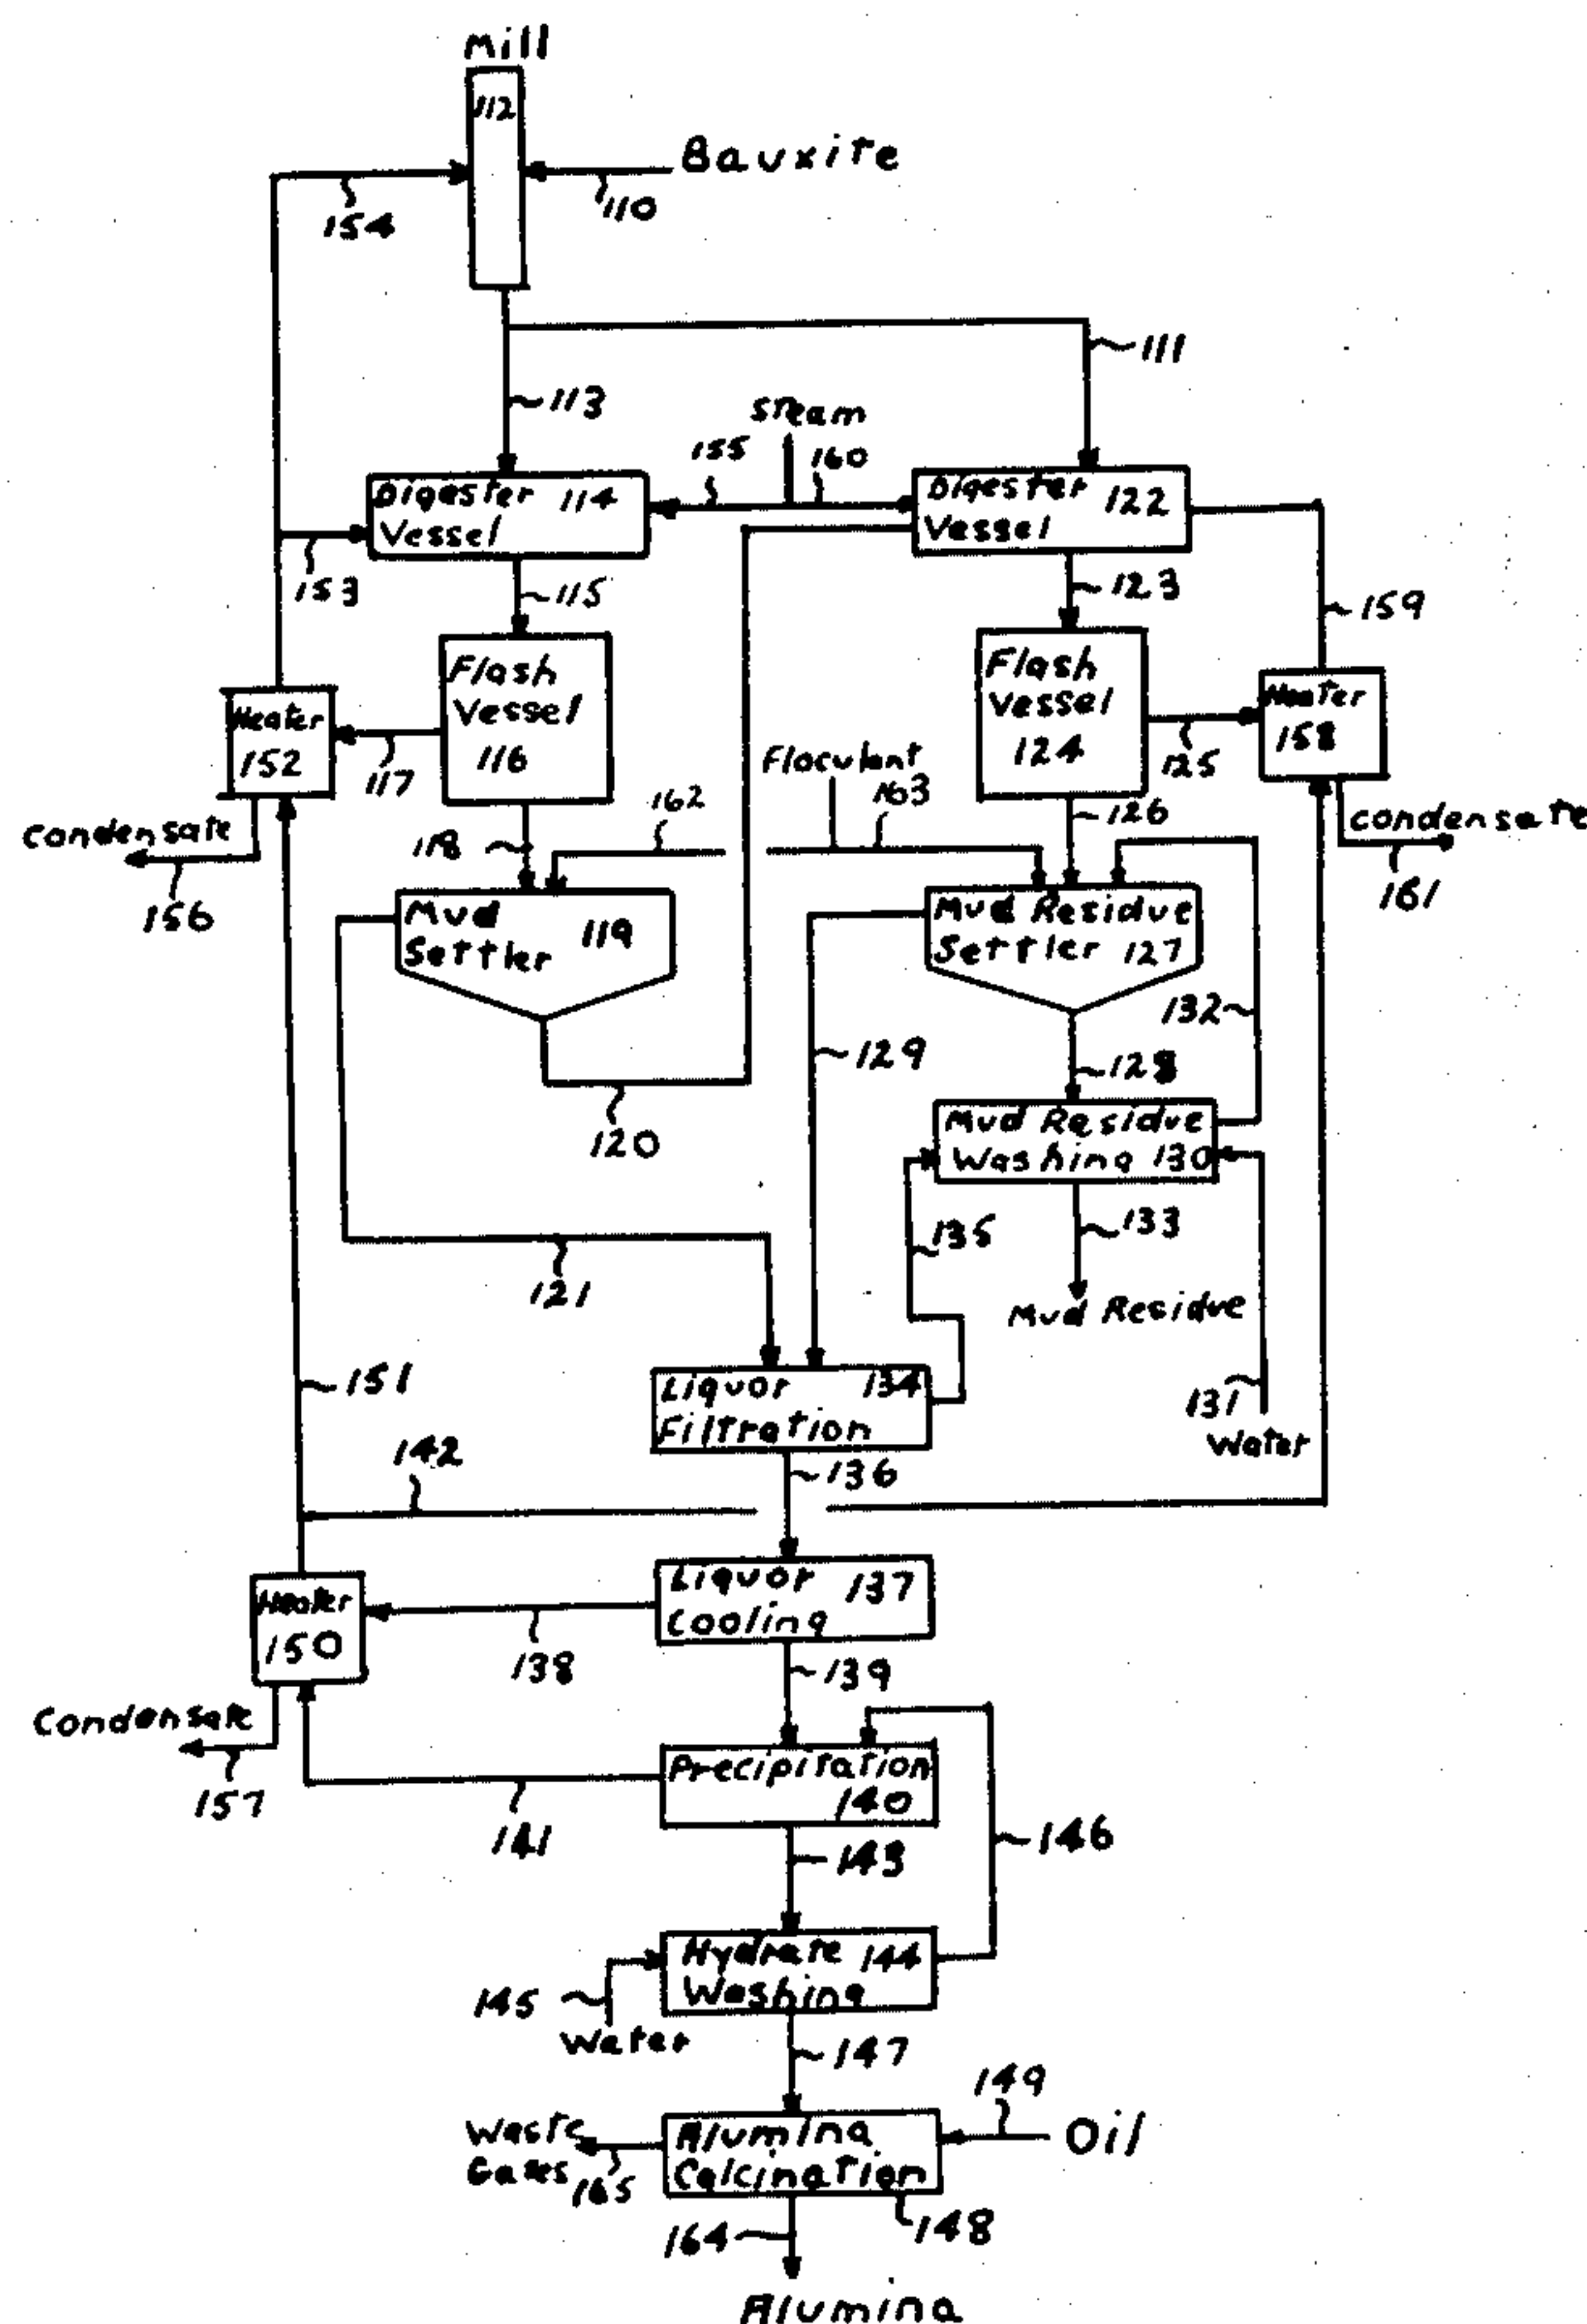 Mill
112
Bauxite
110
154
111
113
Steam
155
160
Digester 114
Vessel
Digester 122
Vessel
153
115
123
159
Flash
Vessel
116
Flash
Vessel
124
Heater
152
Heater
158
117
125
Floculant
162
163
126
118
Condensate
156
condensate
161
Mud
Settler
119
Mud Residue
Settler 127
132
129
128
120
Mud Residue
Washing 130
135
133
121
Mud Residue
131
Water
151
Liquor 134
Filtration
142
136
Liquor
Cooling
137
Heater
150
138
139
Condensate
157
Precipitation
140
141
143
146
Hydrate 144
Washing
145
Water
147
149
Oil
Waste
Gases
165
Alumina
Calcination
164
148
Alumina